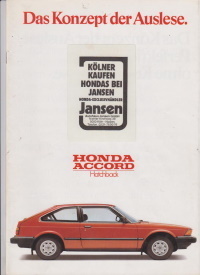 Das Konzept der Auslese.
KÖLNER
KAUFEN
HONDAS BEI
JANSEN
Jansen
HONDA
ACCORD
Hatchback